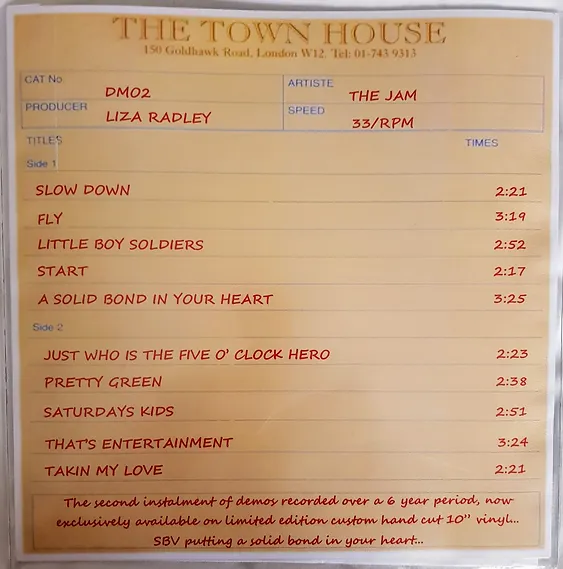 THE TOWN HOUSE
150 Goldhawk Road, London W12. Tel: 01-743 9313
CAT No. DM02 ARTISTE THE JAM
PRODUCER LIZA RADLEY SPEED 33/RPM
TITLES TIMES
Side 1
SLOW DOWN 2:21
FLY 3:19
LITTLE BOY SOLDIERS 2:52
START 2:17
A SOLID BOND IN YOUR HEART 3:25
Side 2
JUST WHO IS THE FIVE O' CLOCK HERO 2:23
PRETTY GREEN 2:38
SATURDAYS KIDS 2:51
THAT'S ENTERTAINMENT 3:24
TAKIN MY LOVE 2:21
The second instalment of demos recorded over a 6 year period, now
exclusively available on limited edition custom hand cut 10" vinyl...
SBV putting a solid bond in your heart...